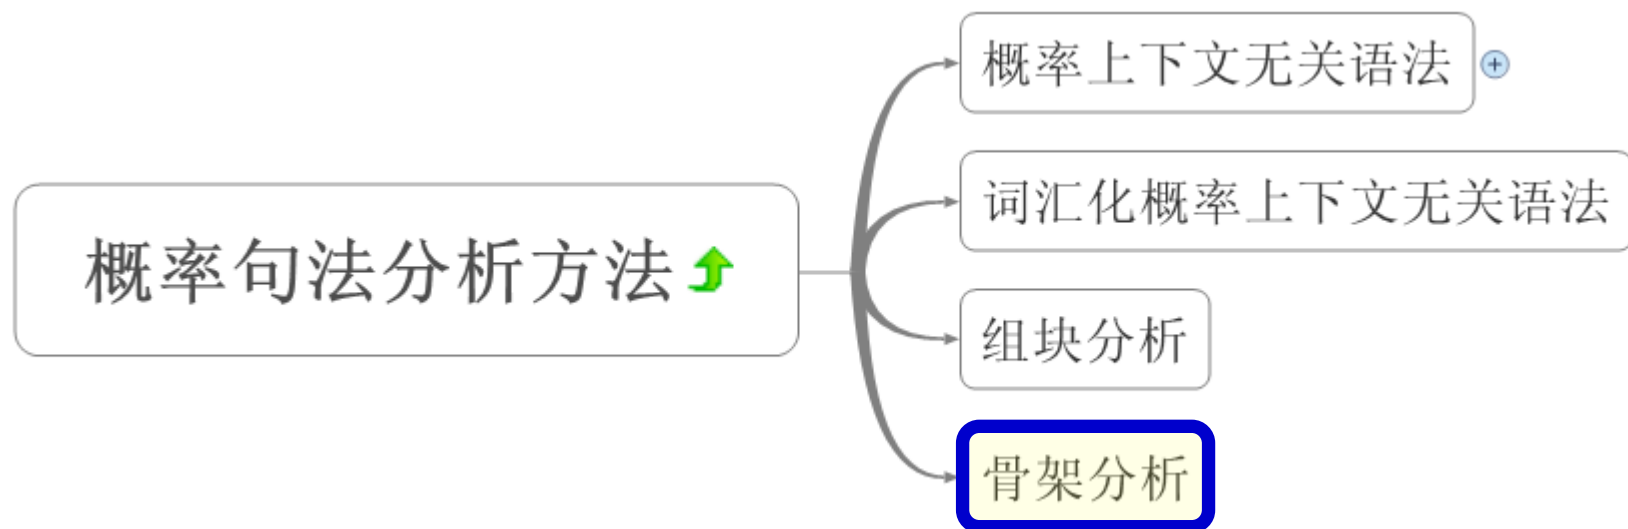 概率上下文无关语法
词汇化概率上下文无关语法
概率句法分析方法
组块分析
骨架分析